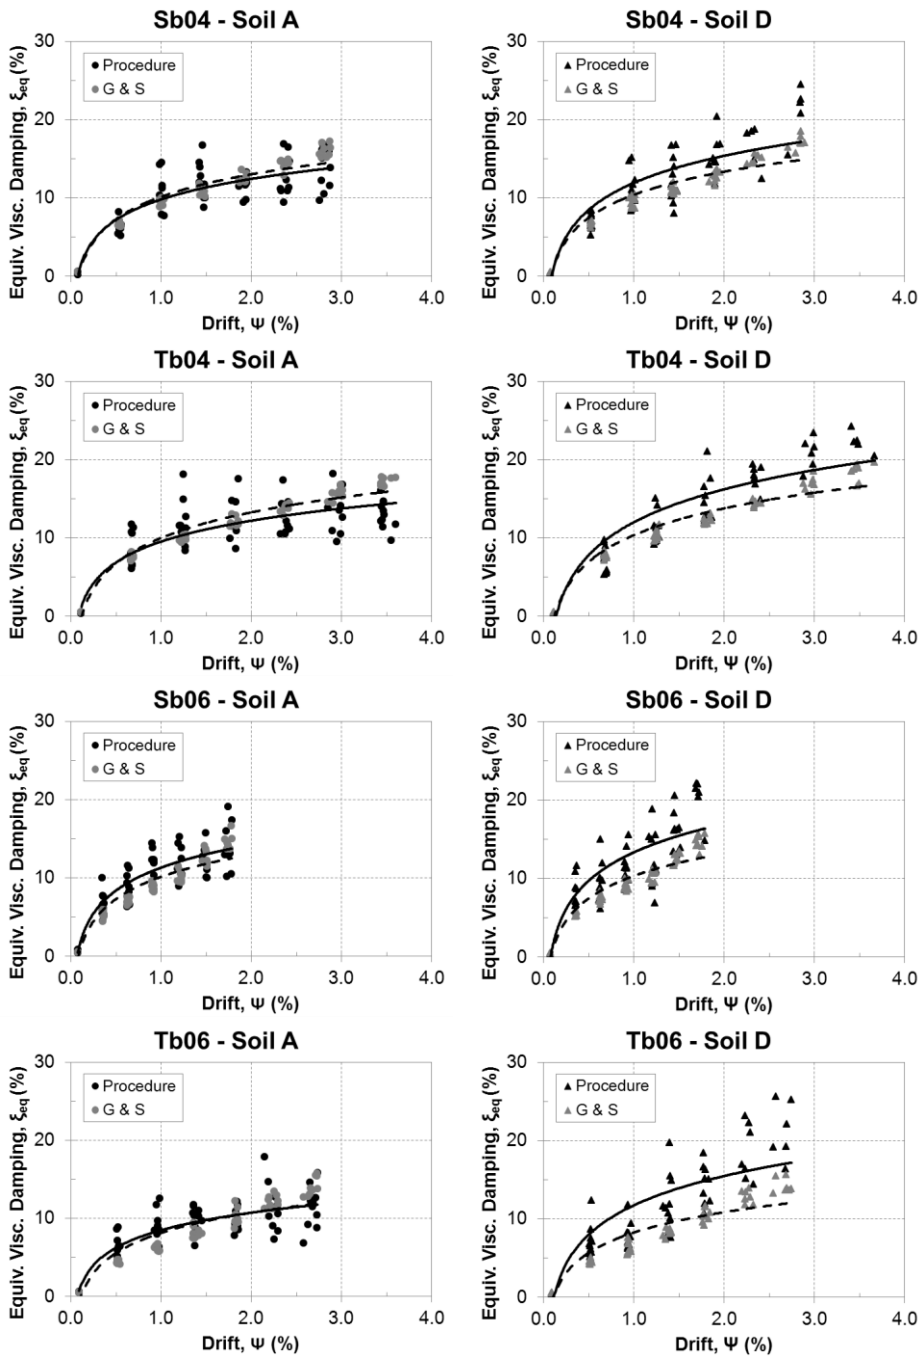 Sb04 - Soil A
Equiv. Visc. Damping, ξeq (%)
30
20
10
0
Procedure
G & S
0.0 1.0 2.0 3.0 4.0
Drift, Ψ (%)
Sb04 - Soil D
Equiv. Visc. Damping, ξeq (%)
30
20
10
0
Procedure
G & S
0.0 1.0 2.0 3.0 4.0
Drift, Ψ (%)
Tb04 - Soil A
Equiv. Visc. Damping, ξeq (%)
30
20
10
0
Procedure
G & S
0.0 1.0 2.0 3.0 4.0
Drift, Ψ (%)
Tb04 - Soil D
Equiv. Visc. Damping, ξeq (%)
30
20
10
0
Procedure
G & S
0.0 1.0 2.0 3.0 4.0
Drift, Ψ (%)
Sb06 - Soil A
Equiv. Visc. Damping, ξeq (%)
30
20
10
0
Procedure
G & S
0.0 1.0 2.0 3.0 4.0
Drift, Ψ (%)
Sb06 - Soil D
Equiv. Visc. Damping, ξeq (%)
30
20
10
0
Procedure
G & S
0.0 1.0 2.0 3.0 4.0
Drift, Ψ (%)
Tb06 - Soil A
Equiv. Visc. Damping, ξeq (%)
30
20
10
0
Procedure
G & S
0.0 1.0 2.0 3.0 4.0
Drift, Ψ (%)
Tb06 - Soil D
Equiv. Visc. Damping, ξeq (%)
30
20
10
0
Procedure
G & S
0.0 1.0 2.0 3.0 4.0
Drift, Ψ (%)